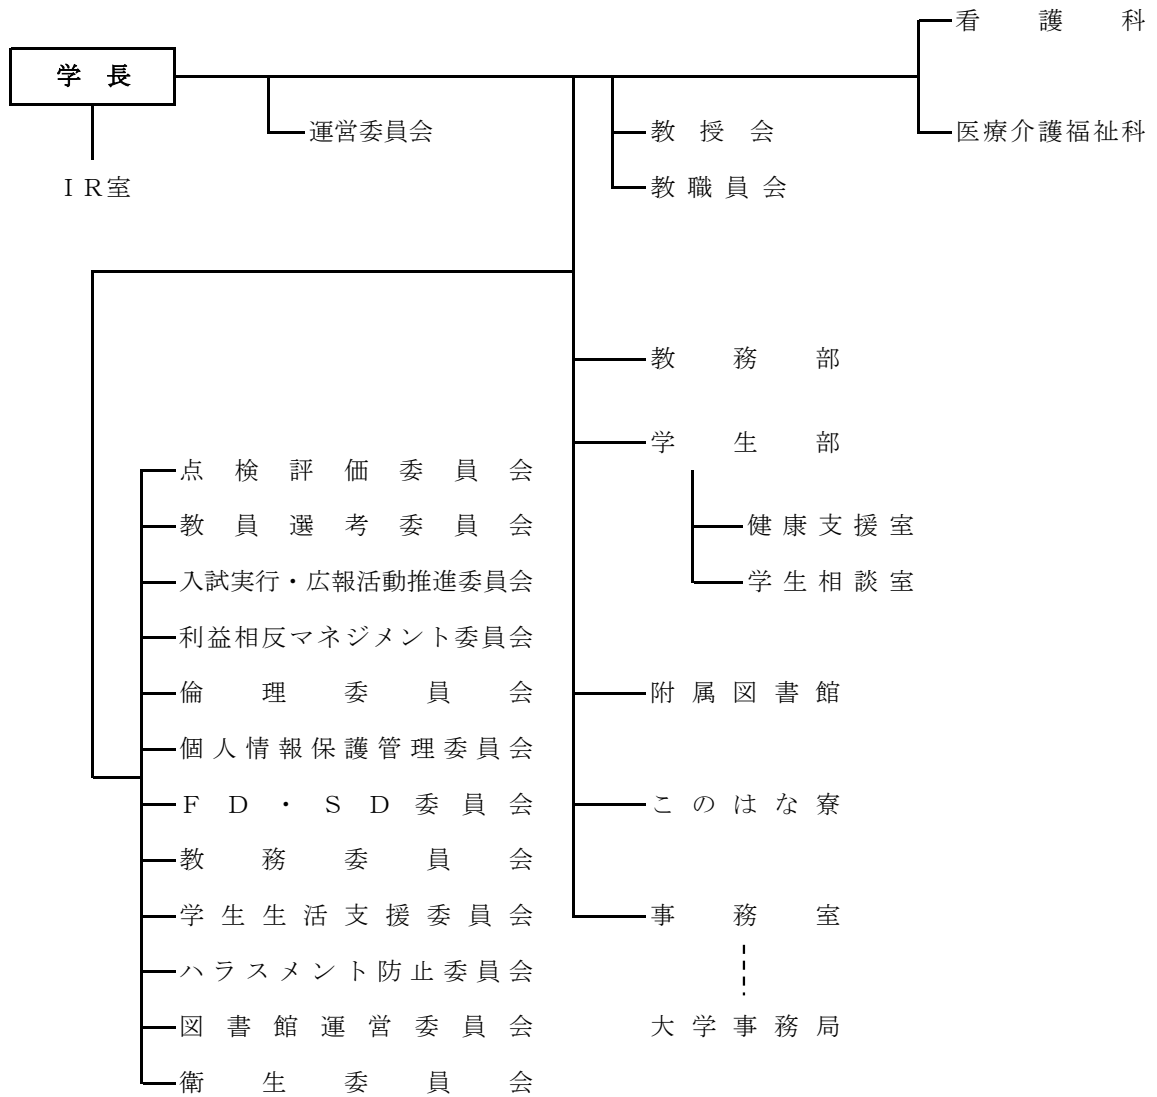 看護科
学長
運営委員会
教授会
医療介護福祉科
教職員会
ＩＲ室
教務部
学生部
点検評価委員会
教員選考委員会
健康支援室
入試実行・広報活動推進委員会
学生相談室
利益相反マネジメント委員会
倫理委員会
附属図書館
個人情報保護管理委員会
ＦＤ・ＳＤ委員会
このはな寮
教務委員会
学生生活支援委員会
事務室
ハラスメント防止委員会
図書館運営委員会
大学事務局
衛生委員会